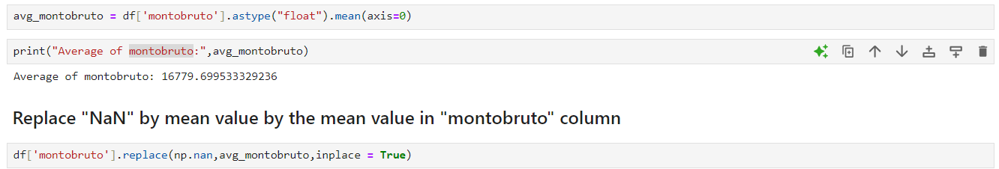 avg_montobruto = df['montobruto'].astype("float").mean(axis=0)
print("Average of montobruto:",avg_montobruto)
Average of montobruto: 16779.699533329236
Replace "NaN" by mean value by the mean value in "montobruto" column
df['montobruto'].replace(np.nan,avg_montobruto,inplace = True)